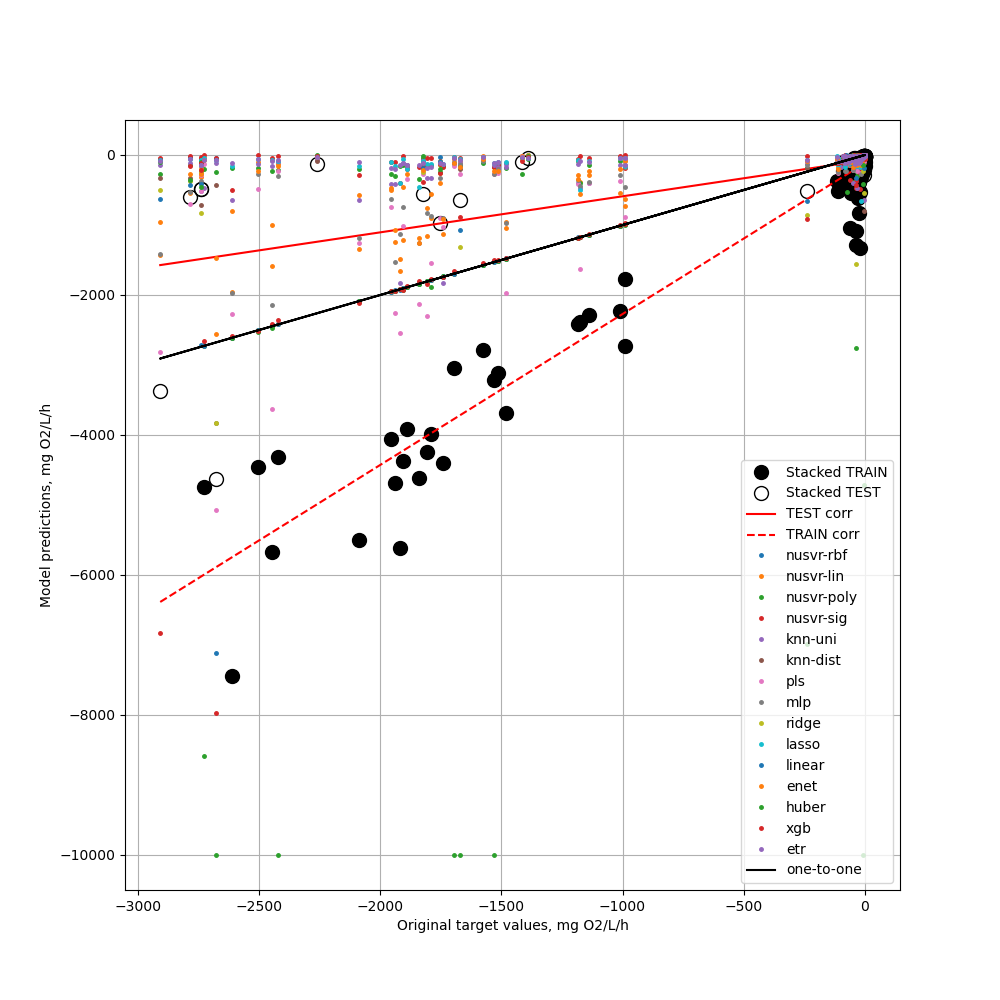 0
−2000
−4000
−6000
−8000
−10000
Model predictions, mg O2/L/h
−3000
−2500
−2000
−1500
−1000
−500
0
Original target values, mg O2/L/h
Stacked TRAIN
Stacked TEST
TEST corr
TRAIN corr
nusvr-rbf
nusvr-lin
nusvr-poly
nusvr-sig
knn-uni
knn-dist
pls
mlp
ridge
lasso
linear
enet
huber
xgb
etr
one-to-one